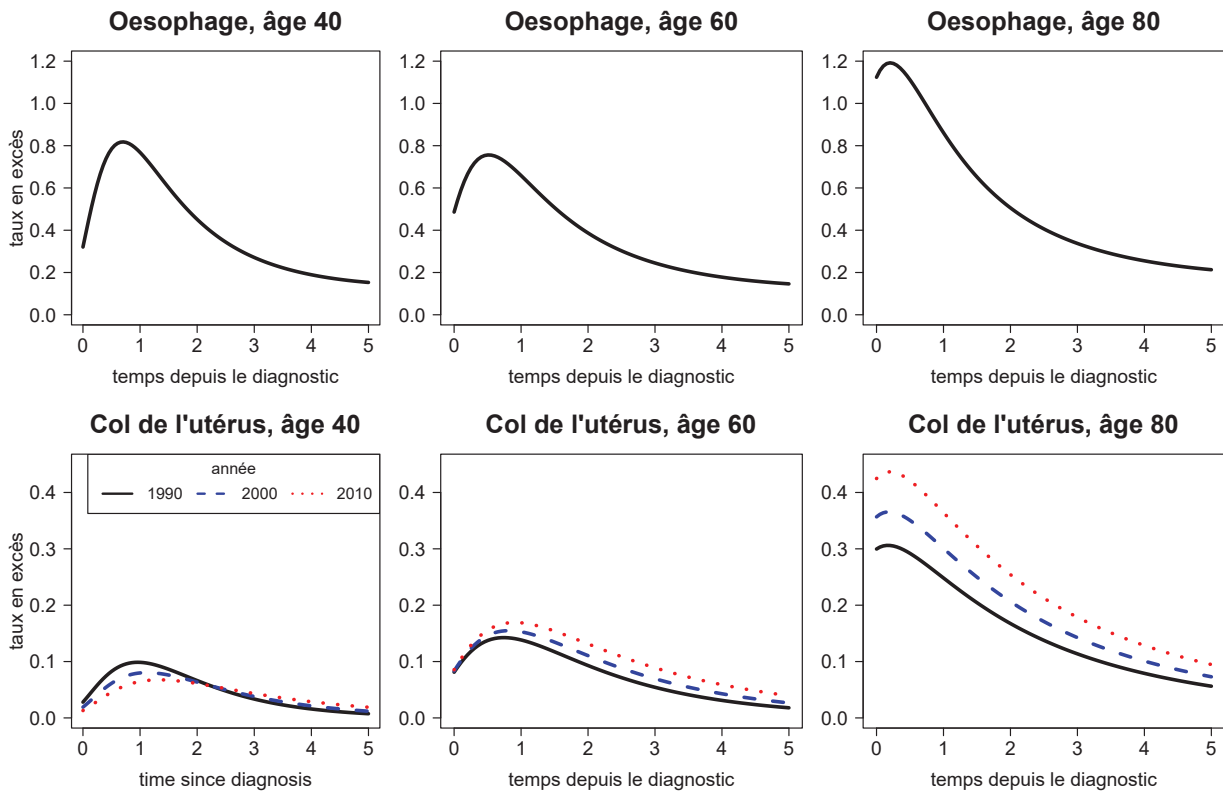 Oesophage, âge 40
Oesophage, âge 60
Oesophage, âge 80
taux en excès
0.0 0.2 0.4 0.6 0.8 1.0 1.2
0 1 2 3 4 5
temps depuis le diagnostic
0.0 0.2 0.4 0.6 0.8 1.0 1.2
0 1 2 3 4 5
temps depuis le diagnostic
0.0 0.2 0.4 0.6 0.8 1.0 1.2
0 1 2 3 4 5
temps depuis le diagnostic
Col de l'utérus, âge 40
Col de l'utérus, âge 60
Col de l'utérus, âge 80
taux en excès
0.0 0.1 0.2 0.3 0.4
année
1990 2000 2010
0 1 2 3 4 5
time since diagnosis
0.0 0.1 0.2 0.3 0.4
0 1 2 3 4 5
temps depuis le diagnostic
0.0 0.1 0.2 0.3 0.4
0 1 2 3 4 5
temps depuis le diagnostic